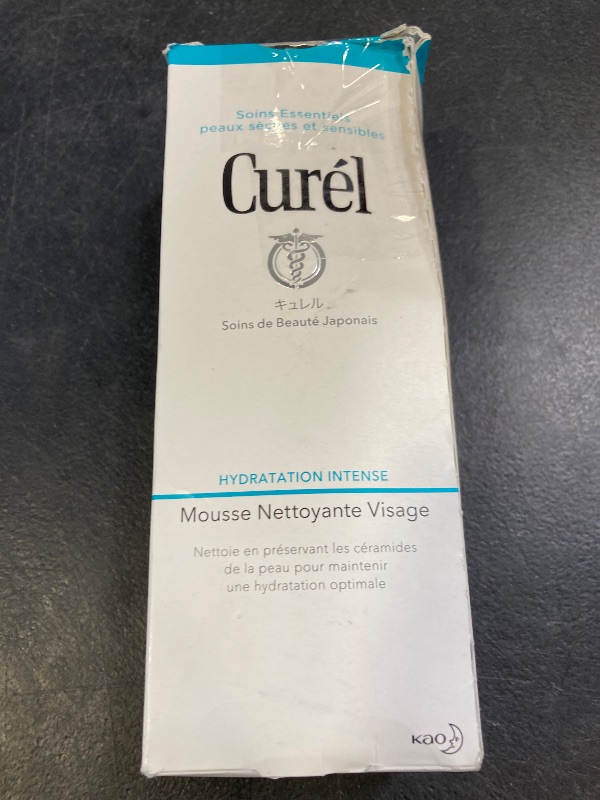 Soins Essentiels
peaux sèches et sensibles
Curél
キュレル
Soins de Beauté Japonais
HYDRATATION INTENSE
Mousse Nettoyante Visage
Nettoie en préservant les céramides
de la peau pour maintenir
une hydratation optimale
Kao